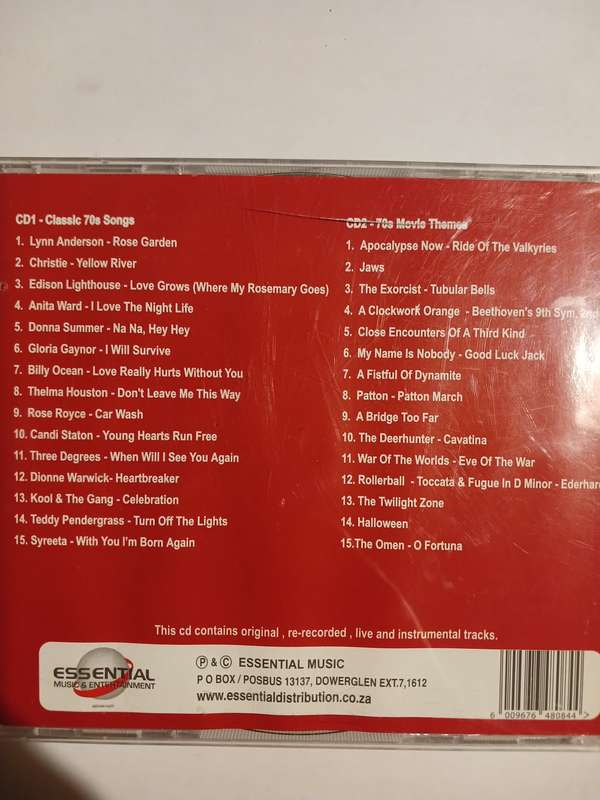 CD1 - Classic 70s Songs
1. Lynn Anderson - Rose Garden
2. Christie - Yellow River
3. Edison Lighthouse - Love Grows (Where My Rosemary Goes)
4. Anita Ward - I Love The Night Life
5. Donna Summer - Na Na, Hey Hey
6. Gloria Gaynor - I Will Survive
7. Billy Ocean - Love Really Hurts Without You
8. Thelma Houston - Don't Leave Me This Way
9. Rose Royce - Car Wash
10. Candi Staton - Young Hearts Run Free
11. Three Degrees - When Will I See You Again
12. Dionne Warwick- Heartbreaker
13. Kool & The Gang - Celebration
14. Teddy Pendergrass - Turn Off The Lights
15. Syreeta - With You I'm Born Again
CD2 - 70s Movie Themes
1. Apocalypse Now - Ride Of The Valkyries
2. Jaws
3. The Exorcist - Tubular Bells
4. A Clockwork Orange - Beethoven's 9th Sym, 2nd
5. Close Encounters Of A Third Kind
6. My Name Is Nobody - Good Luck Jack
7. A Fistful Of Dynamite
8. Patton - Patton March
9. A Bridge Too Far
10. The Deerhunter - Cavatina
11. War Of The Worlds - Eve Of The War
12. Rollerball - Toccata & Fugue In D Minor - Ederhard
13. The Twilight Zone
14. Halloween
15.The Omen - O Fortuna
This cd contains original , re-recorded , live and instrumental tracks.
ESSENTIAL
MUSIC & ENTERTAINMENT
℗ & © ESSENTIAL MUSIC
P O BOX / POSBUS 13137, DOWERGLEN EXT.7,1612
www.essentialdistribution.co.za
6 009676 480844 >